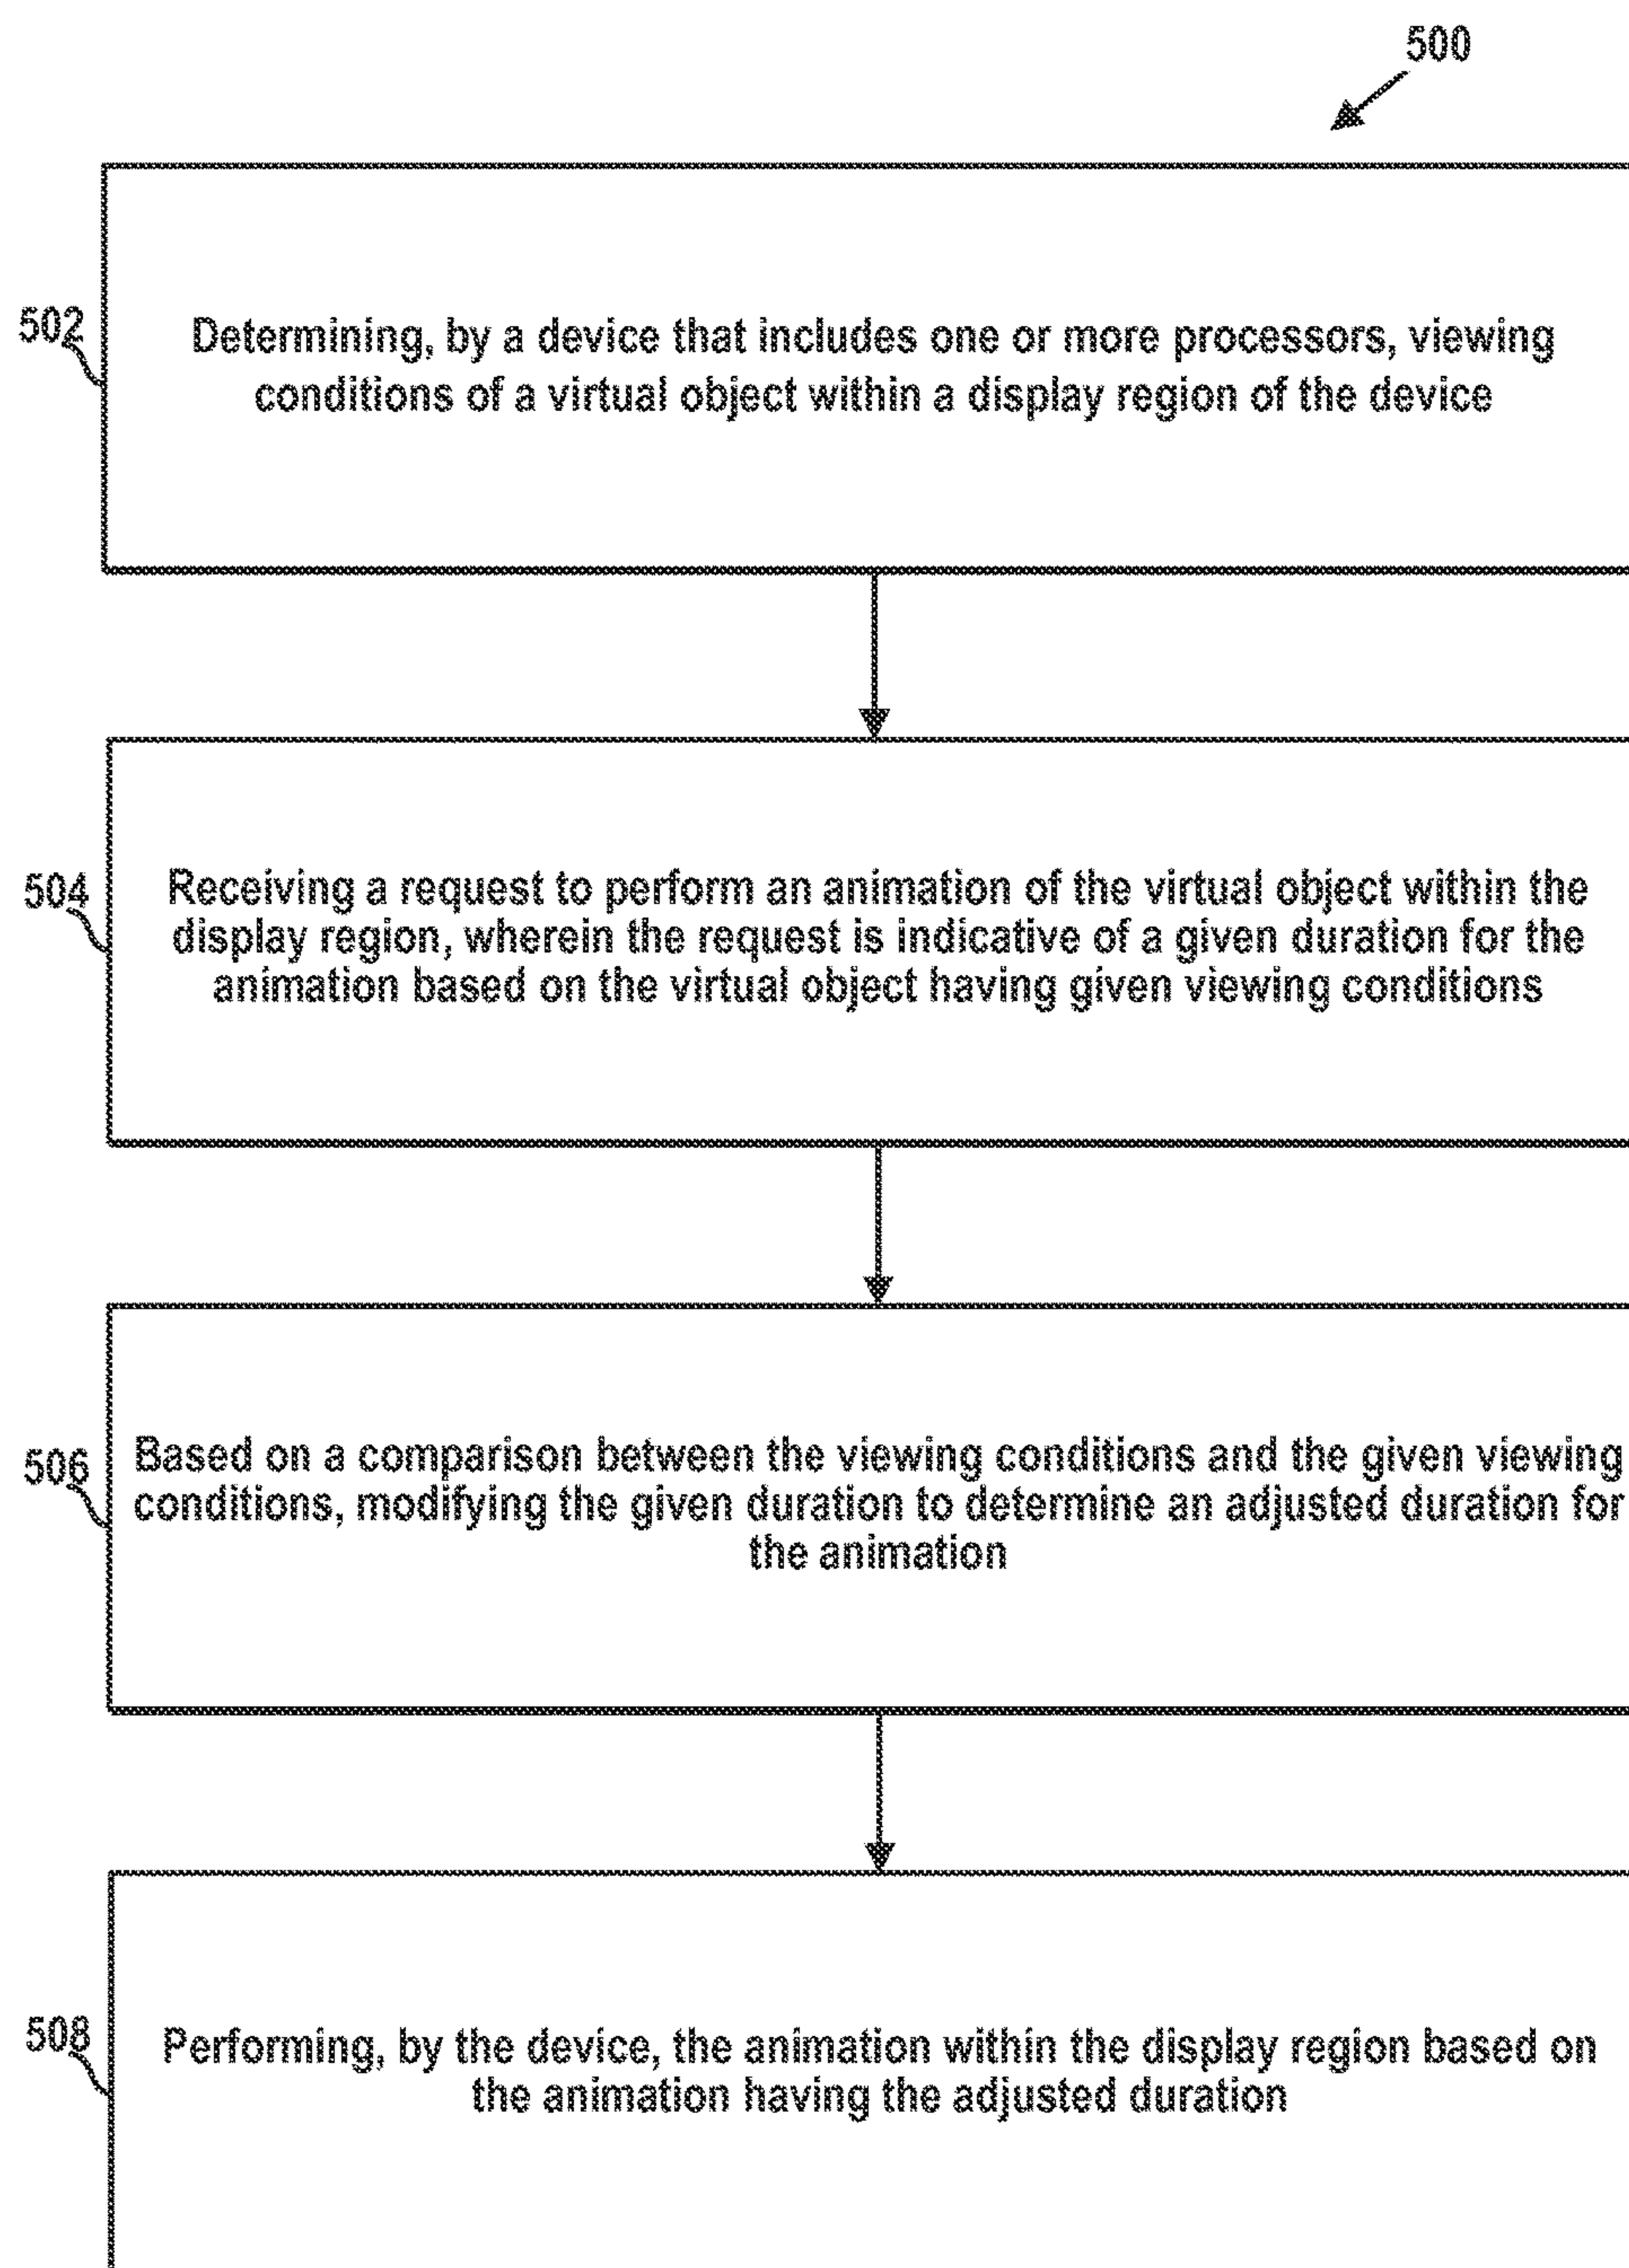 500
502
Determining, by a device that includes one or more processors, viewing
conditions of a virtual object within a display region of the device
504
Receiving a request to perform an animation of the virtual object within the
display region, wherein the request is indicative of a given duration for the
animation based on the virtual object having given viewing conditions
506
Based on a comparison between the viewing conditions and the given viewing
conditions, modifying the given duration to determine an adjusted duration for
the animation
508
Performing, by the device, the animation within the display region based on
the animation having the adjusted duration